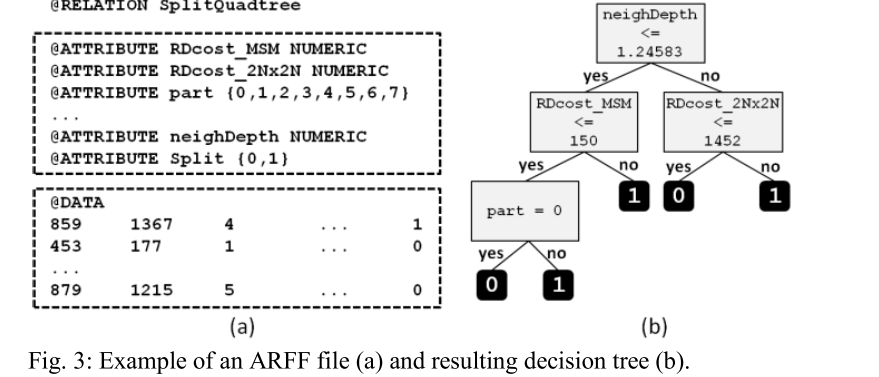 @RELATION SplitQuadtree
@ATTRIBUTE RDcost_MSM NUMERIC
@ATTRIBUTE RDcost_2Nx2N NUMERIC
@ATTRIBUTE part {0,1,2,3,4,5,6,7}
...
@ATTRIBUTE neighDepth NUMERIC
@ATTRIBUTE Split {0,1}
@DATA
859 1367 4 ... 1
453 177 1 ... 0
...
879 1215 5 ... 0
(a)
neighDepth
<=
1.24583
yes no
RDcost_MSM
<=
150
RDcost_2Nx2N
<=
1452
yes no yes no
part = 0
1 0 1
yes no
0 1
(b)
Fig. 3: Example of an ARFF file (a) and resulting decision tree (b).